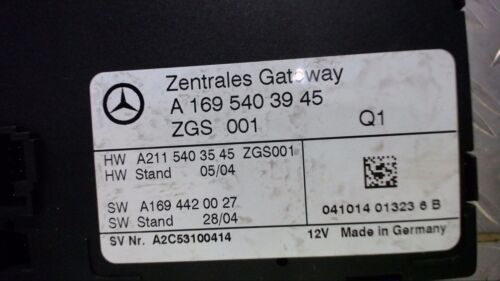 Zentrales Gateway
A 169 540 39 45
ZGS 001 Q1
HW A211 540 35 45 ZGS001
HW Stand 05/04
SW A169 442 00 27
SW Stand 28/04
041014 01323 6 B
SV Nr. A2C53100414 12V Made in Germany